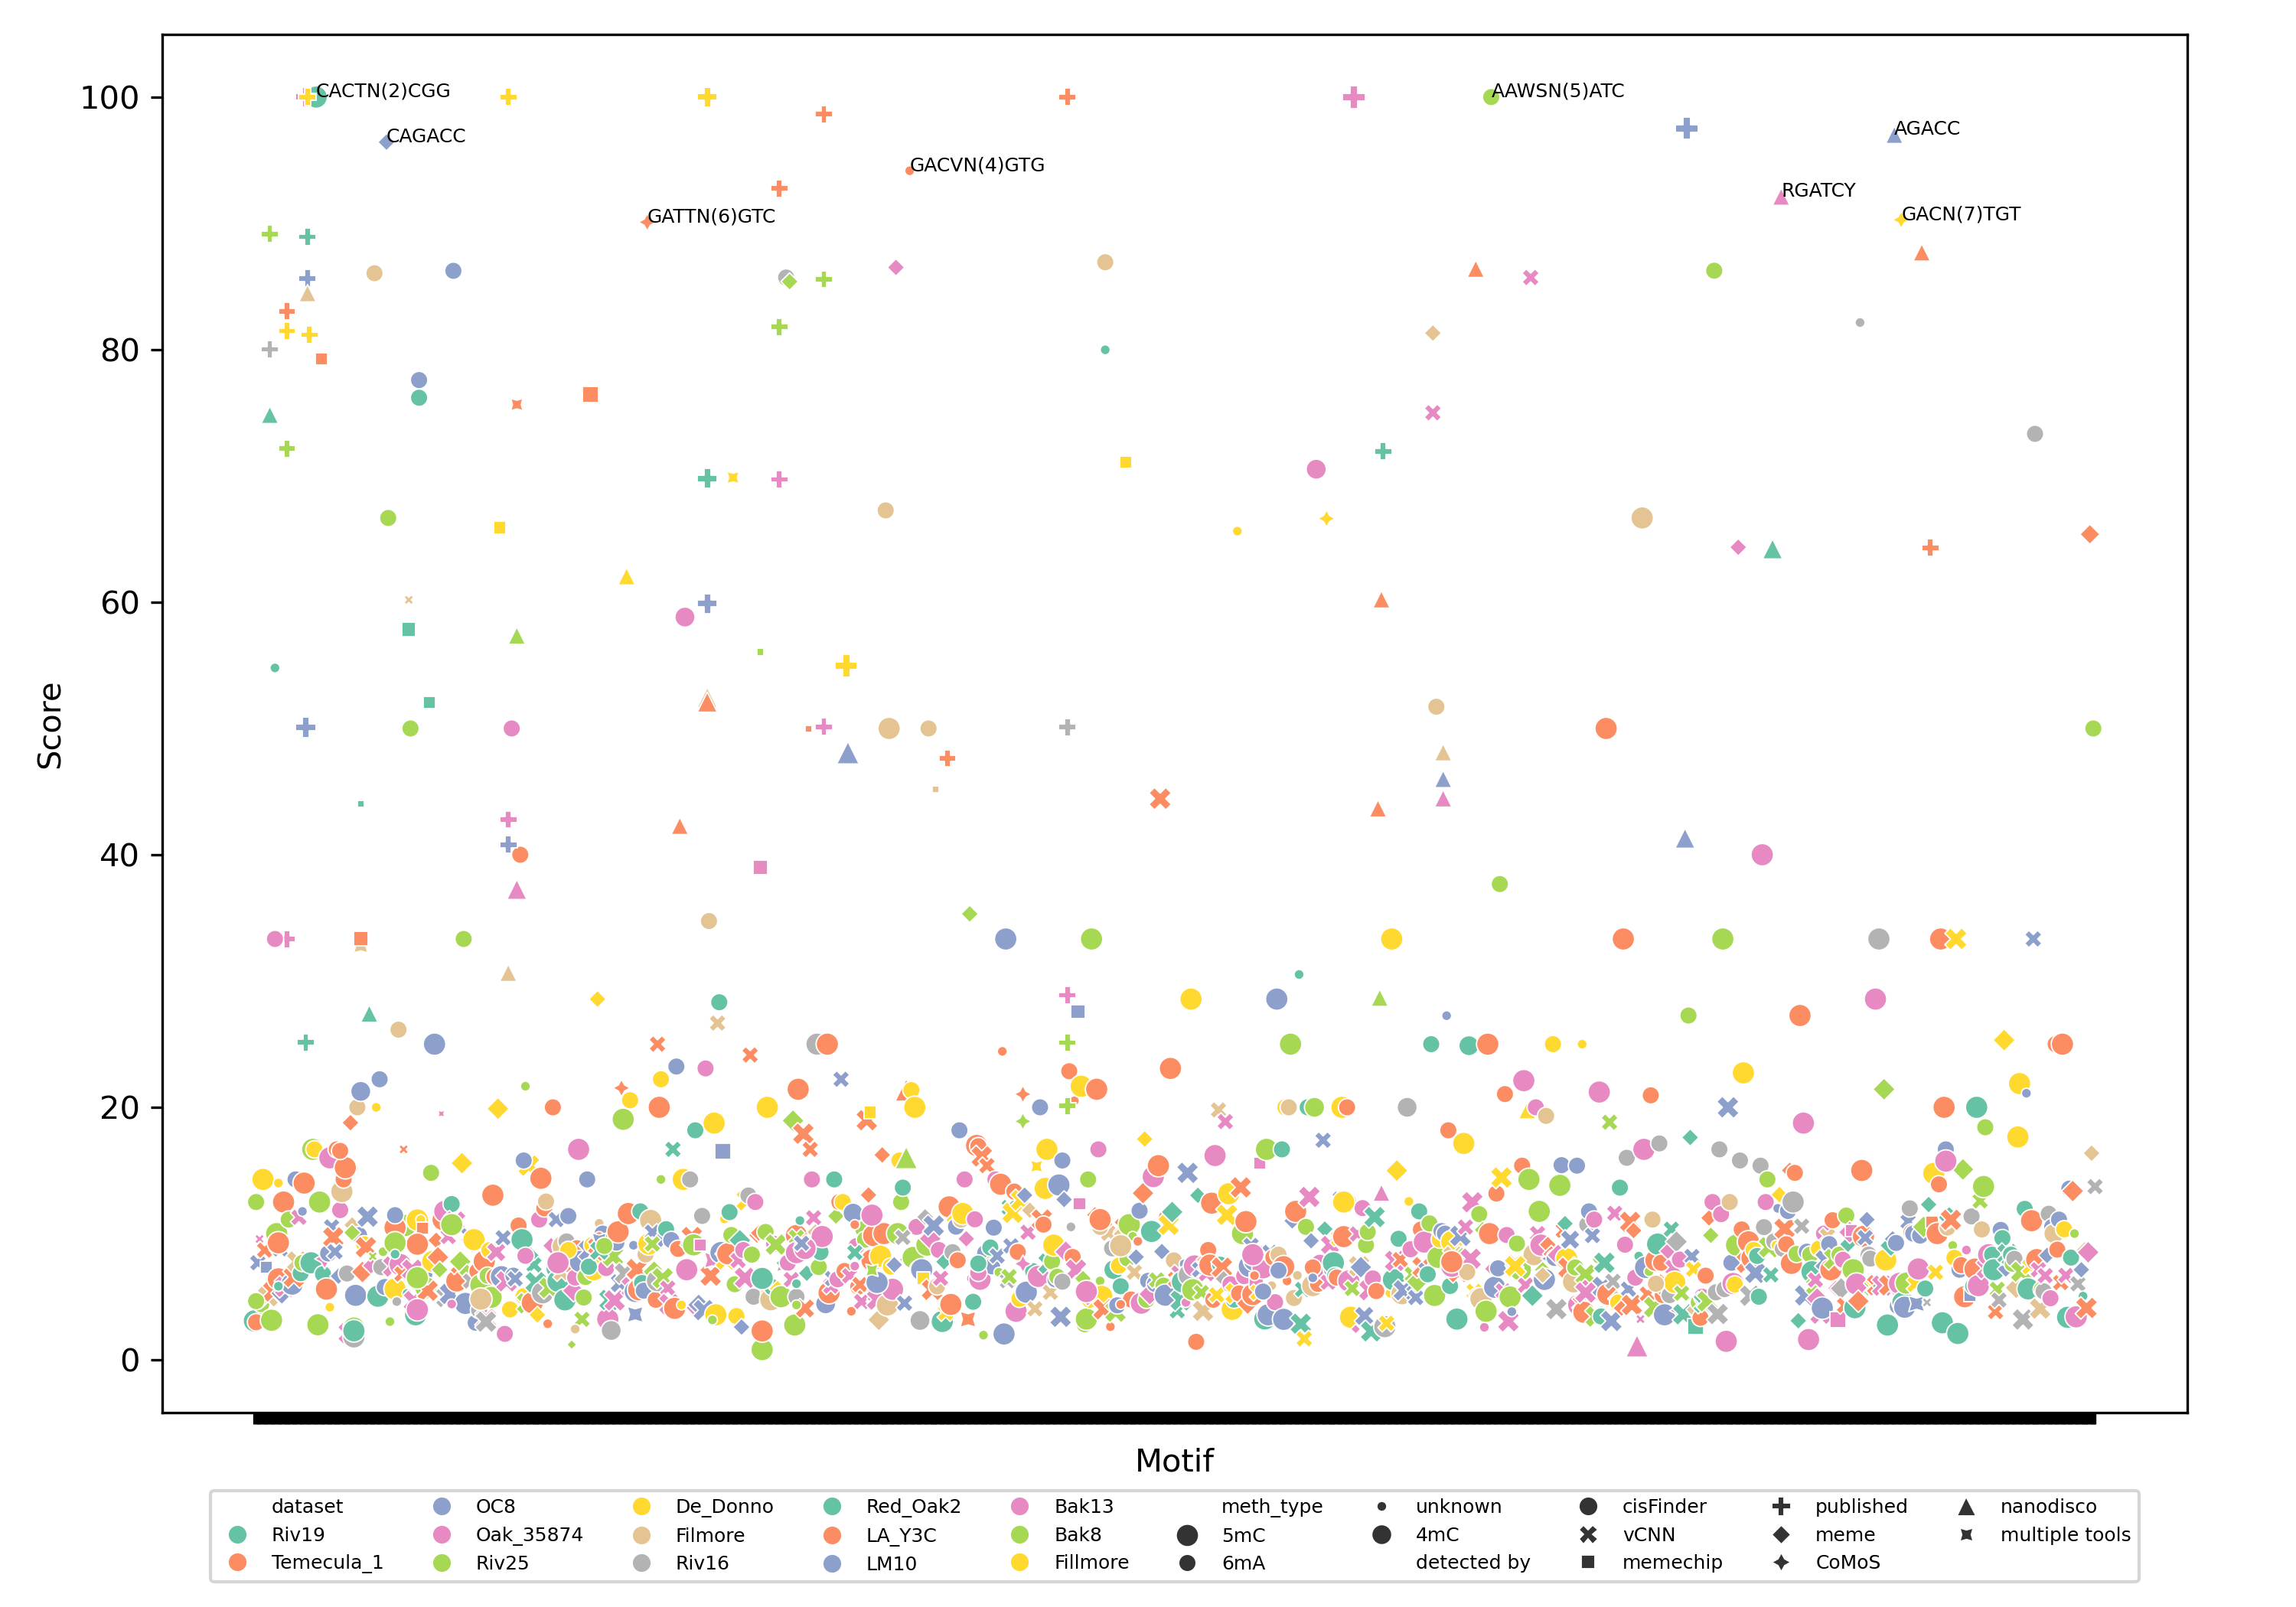 100
80
60
40
20
0
Score
CACTN(2)CGG
AAWSN(5)ATC
CAGACC
AGACC
GACVN(4)GTG
RGATCY
GATTN(6)GTC
GACN(7)TGT
Motif
dataset OC8 De_Donno Red_Oak2 Bak13 meth_type unknown cisFinder published nanodisco
Riv19 Oak_35874 Filmore LA_Y3C Bak8 5mC 4mC vCNN meme multiple tools
Temecula_1 Riv25 Riv16 LM10 Fillmore 6mA detected by memechip CoMoS